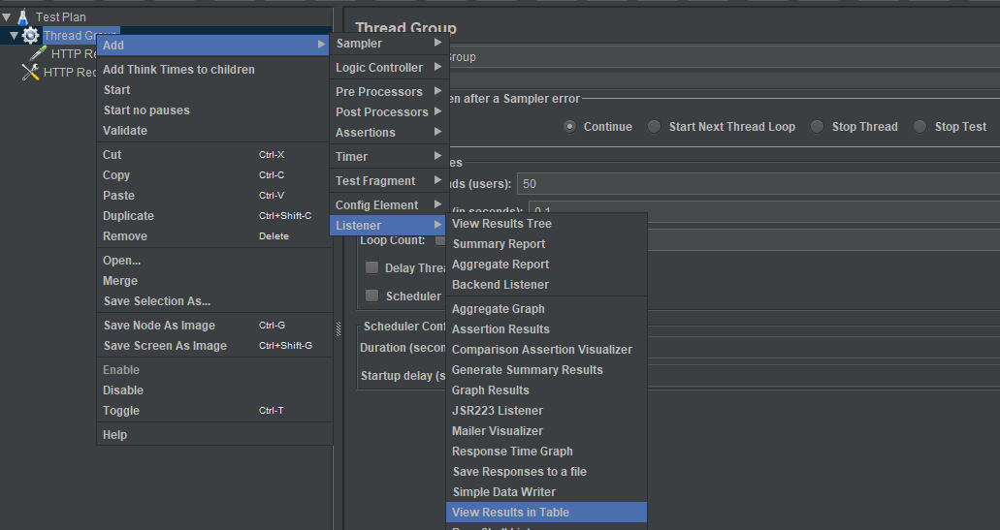 Test Plan
Thread Group
HTTP Re
HTTP Req
Add
Add Think Times to children
Start
Start no pauses
Validate
Cut Ctrl-X
Copy Ctrl-C
Paste Ctrl-V
Duplicate Ctrl+Shift-C
Remove Delete
Open...
Merge
Save Selection As...
Save Node As Image Ctrl-G
Save Screen As Image Ctrl+Shift-G
Enable
Disable
Toggle Ctrl-T
Help
Sampler
Logic Controller
Pre Processors
Post Processors
Assertions
Timer
Test Fragment
Config Element
Listener
View Results Tree
Summary Report
Aggregate Report
Backend Listener
Aggregate Graph
Assertion Results
Comparison Assertion Visualizer
Generate Summary Results
Graph Results
JSR223 Listener
Mailer Visualizer
Response Time Graph
Save Responses to a file
Simple Data Writer
View Results in Table
Thread Group
Group
en after a Sampler error
Continue Start Next Thread Loop Stop Thread Stop Test
es
nds (users): 50
(in seconds): 0.1
Loop Count:
Delay Threa
Scheduler
Scheduler Conf
Duration (secon
Startup delay (s